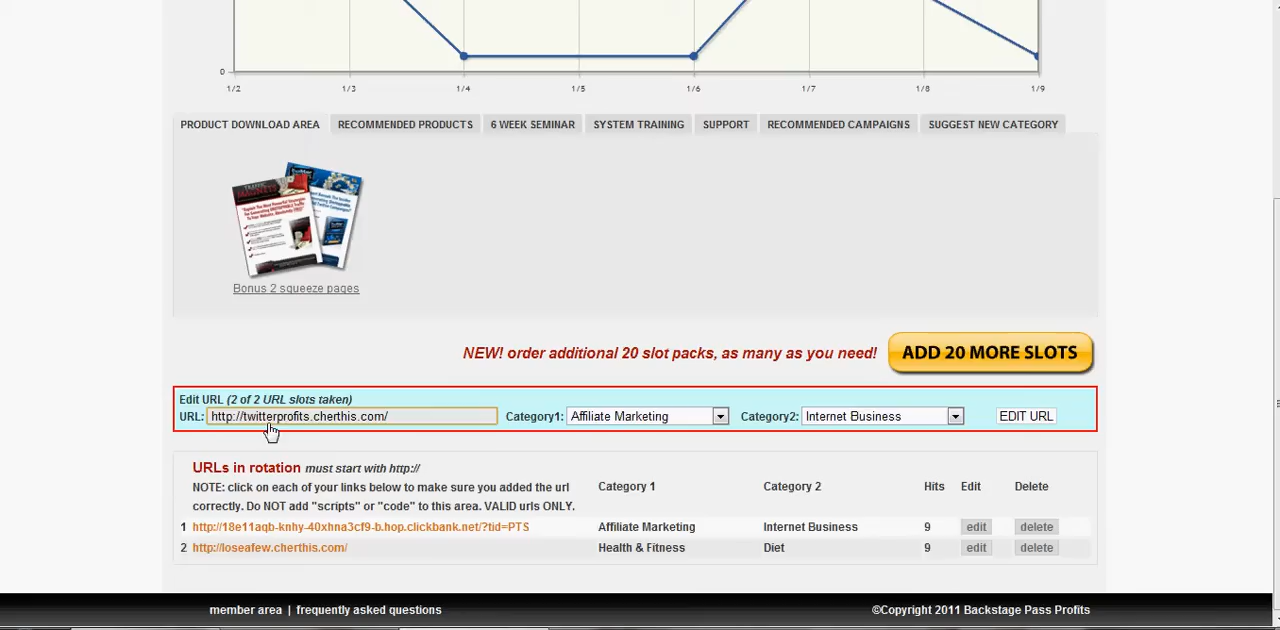 0
1/2 1/3 1/4 1/5 1/6 1/7 1/8 1/9
PRODUCT DOWNLOAD AREA RECOMMENDED PRODUCTS 6 WEEK SEMINAR SYSTEM TRAINING SUPPORT RECOMMENDED CAMPAIGNS SUGGEST NEW CATEGORY
Bonus 2 squeeze pages
NEW! order additional 20 slot packs, as many as you need! ADD 20 MORE SLOTS
Edit URL (2 of 2 URL slots taken)
URL: http://twitterprofits.cherthis.com/ Category1: Affiliate Marketing Category2: Internet Business EDIT URL
URLs in rotation must start with http://
NOTE: click on each of your links below to make sure you added the url
correctly. Do NOT add "scripts" or "code" to this area. VALID urls ONLY.
Category 1 Category 2 Hits Edit Delete
1 http://18e11aqb-knhy-40xhna3cf9-b.hop.clickbank.net/?tid=PTS Affiliate Marketing Internet Business 9 edit delete
2 http://loseafew.cherthis.com/ Health & Fitness Diet 9 edit delete
member area | frequently asked questions ©Copyright 2011 Backstage Pass Profits